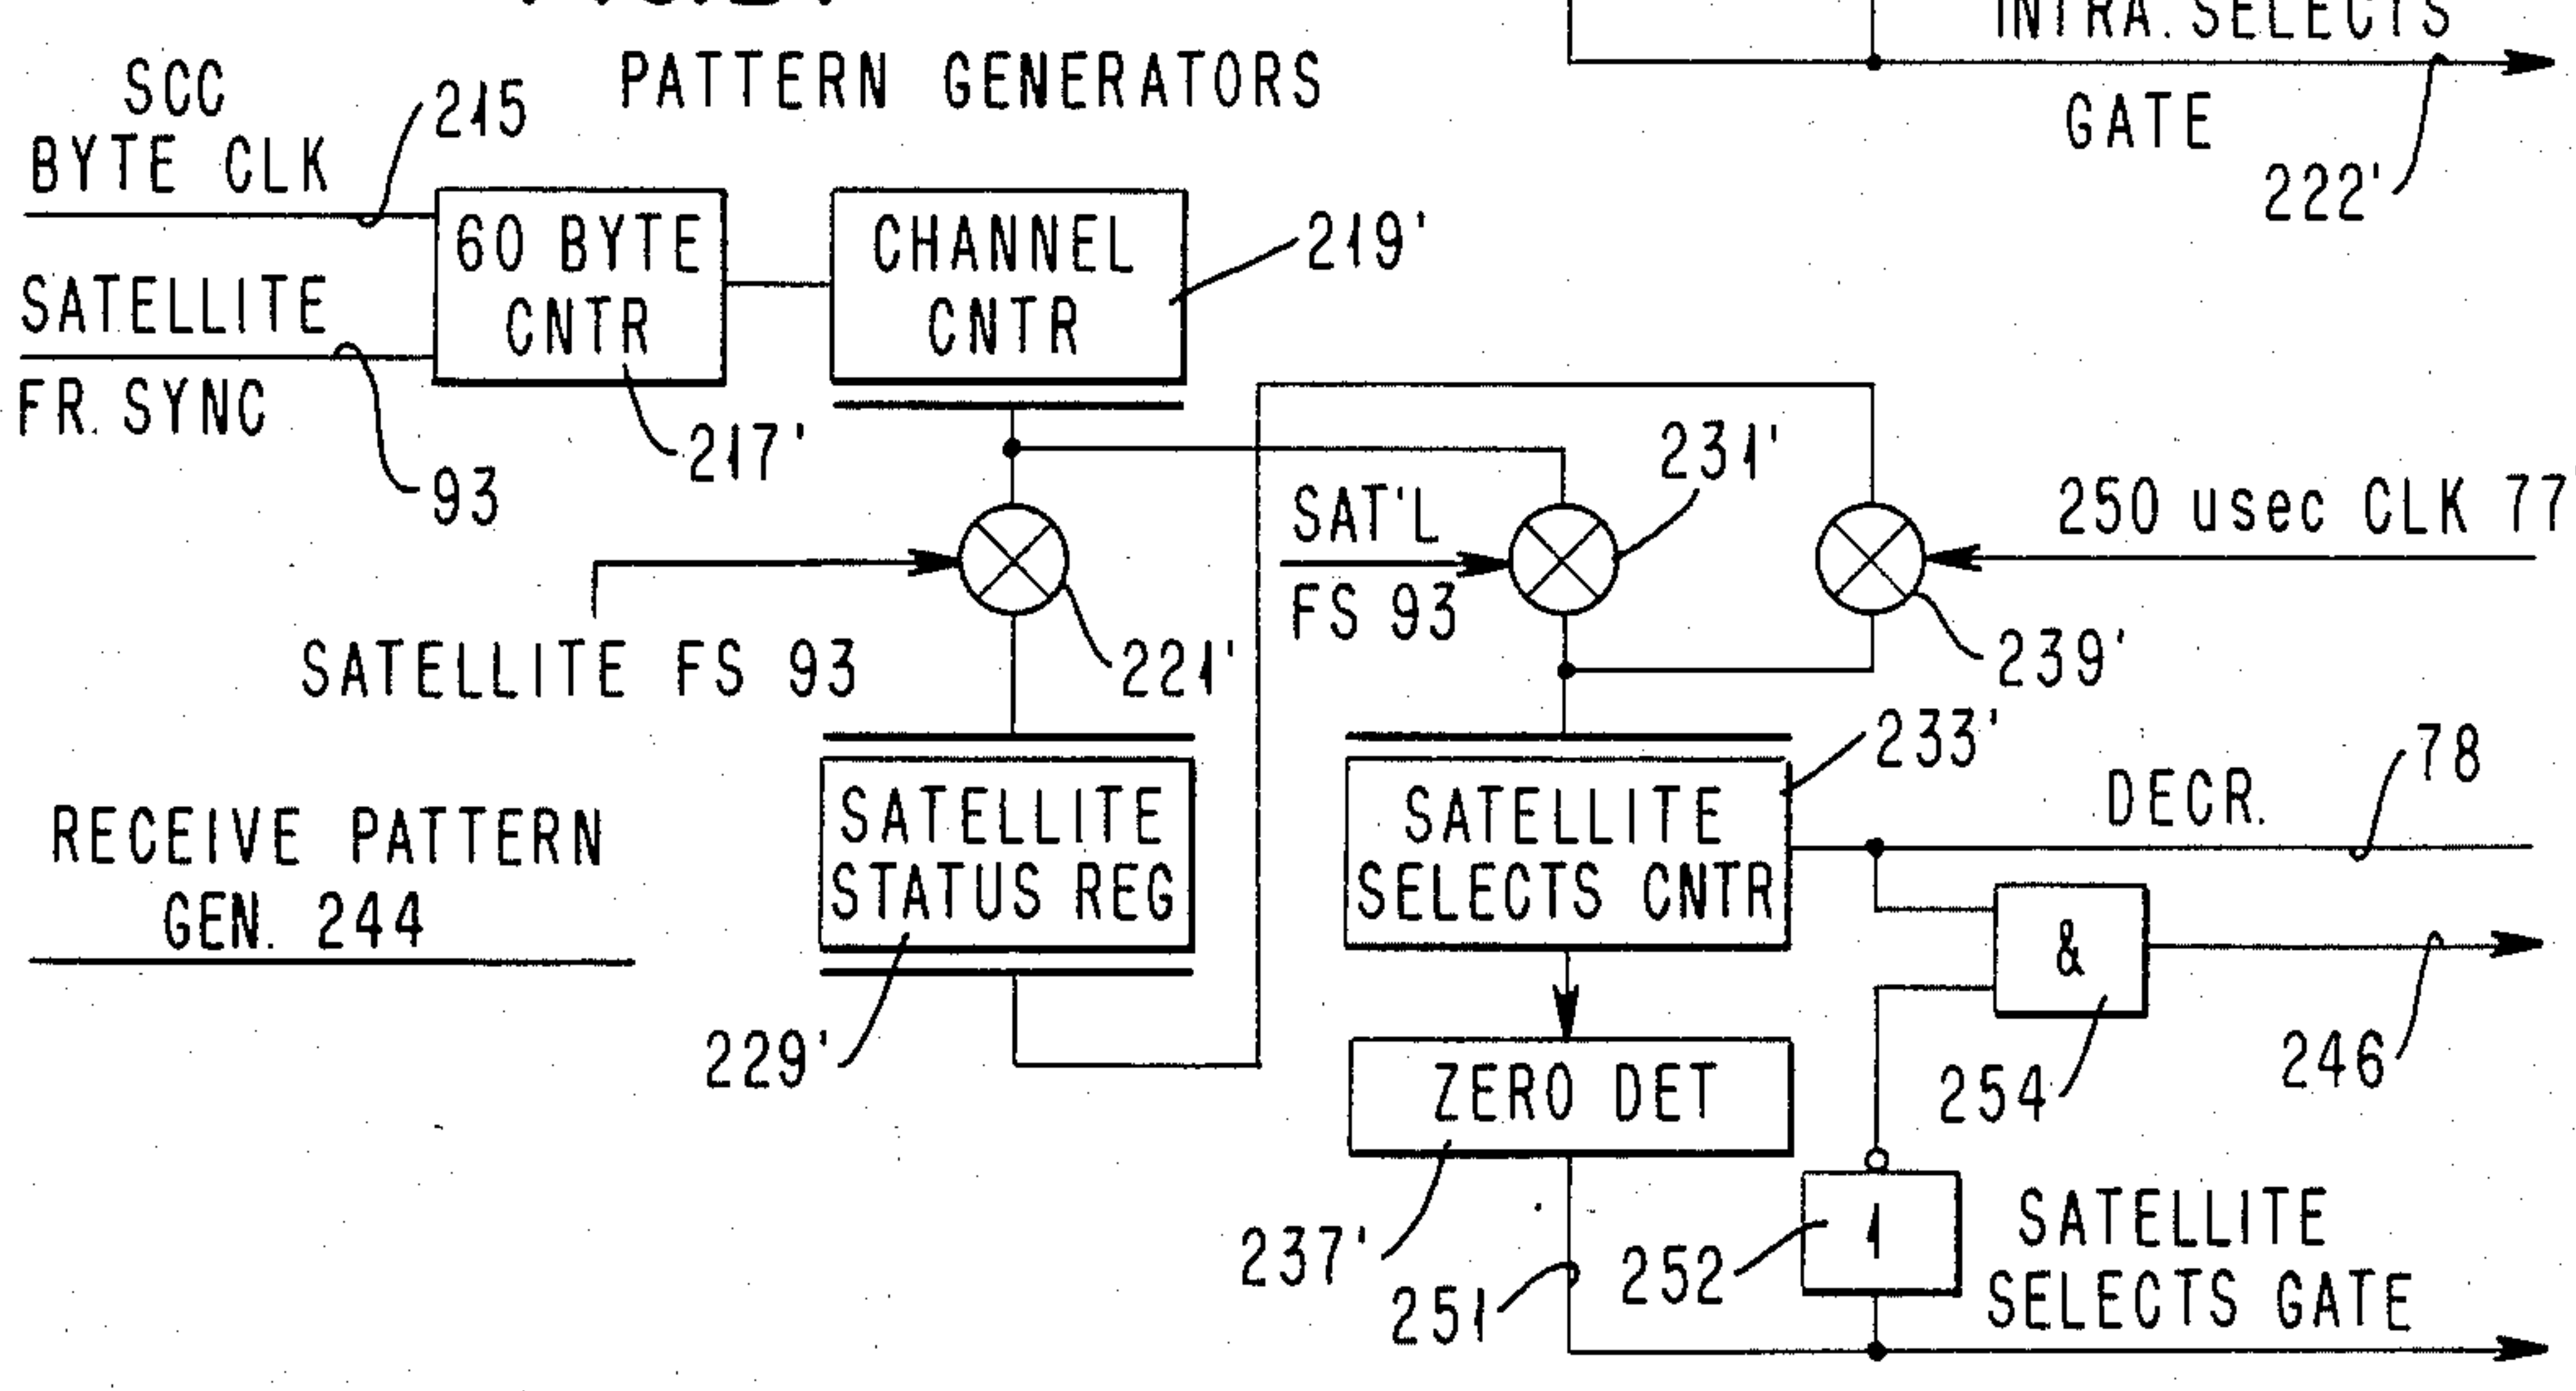 PATTERN GENERATORS
INTRA. SELECTS
GATE
222'
SCC
BYTE CLK
215
SATELLITE
FR. SYNC
93
60 BYTE
CNTR
217'
CHANNEL
CNTR
219'
SATELLITE FS 93
221'
SAT'L
FS 93
231'
250 usec CLK 77
239'
RECEIVE PATTERN
GEN. 244
SATELLITE
STATUS REG
229'
SATELLITE
SELECTS CNTR
233'
DECR.
78
&
254
246
ZERO DET
237'
251
252
1
SATELLITE
SELECTS GATE